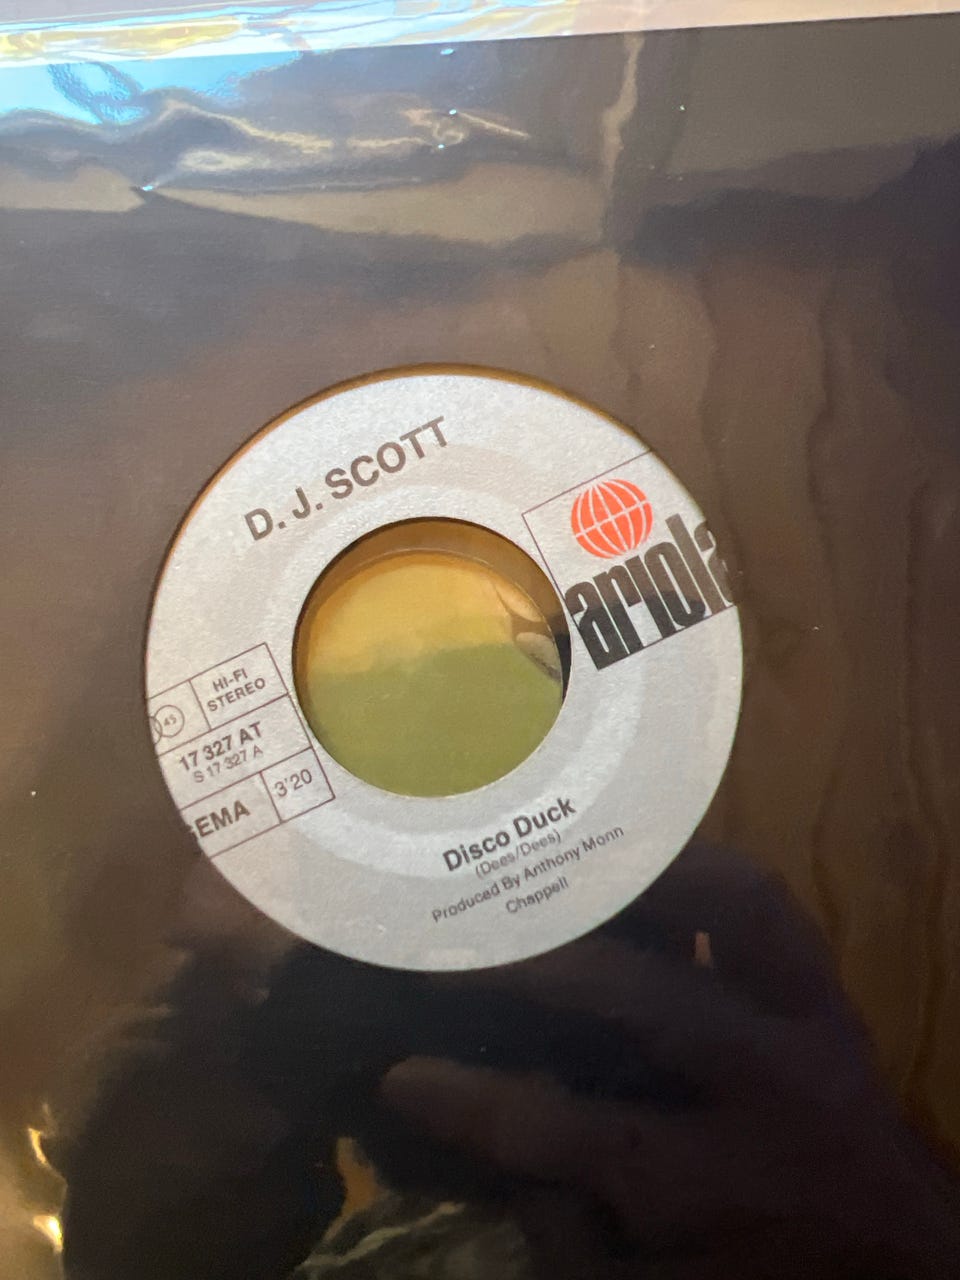 D. J. SCOTT
ariola
HI-FI
STEREO
45
17 327 AT
S 17 327 A
GEMA
3'20
Disco Duck
(Dees/Dees)
Produced By Anthony Monn
Chappell